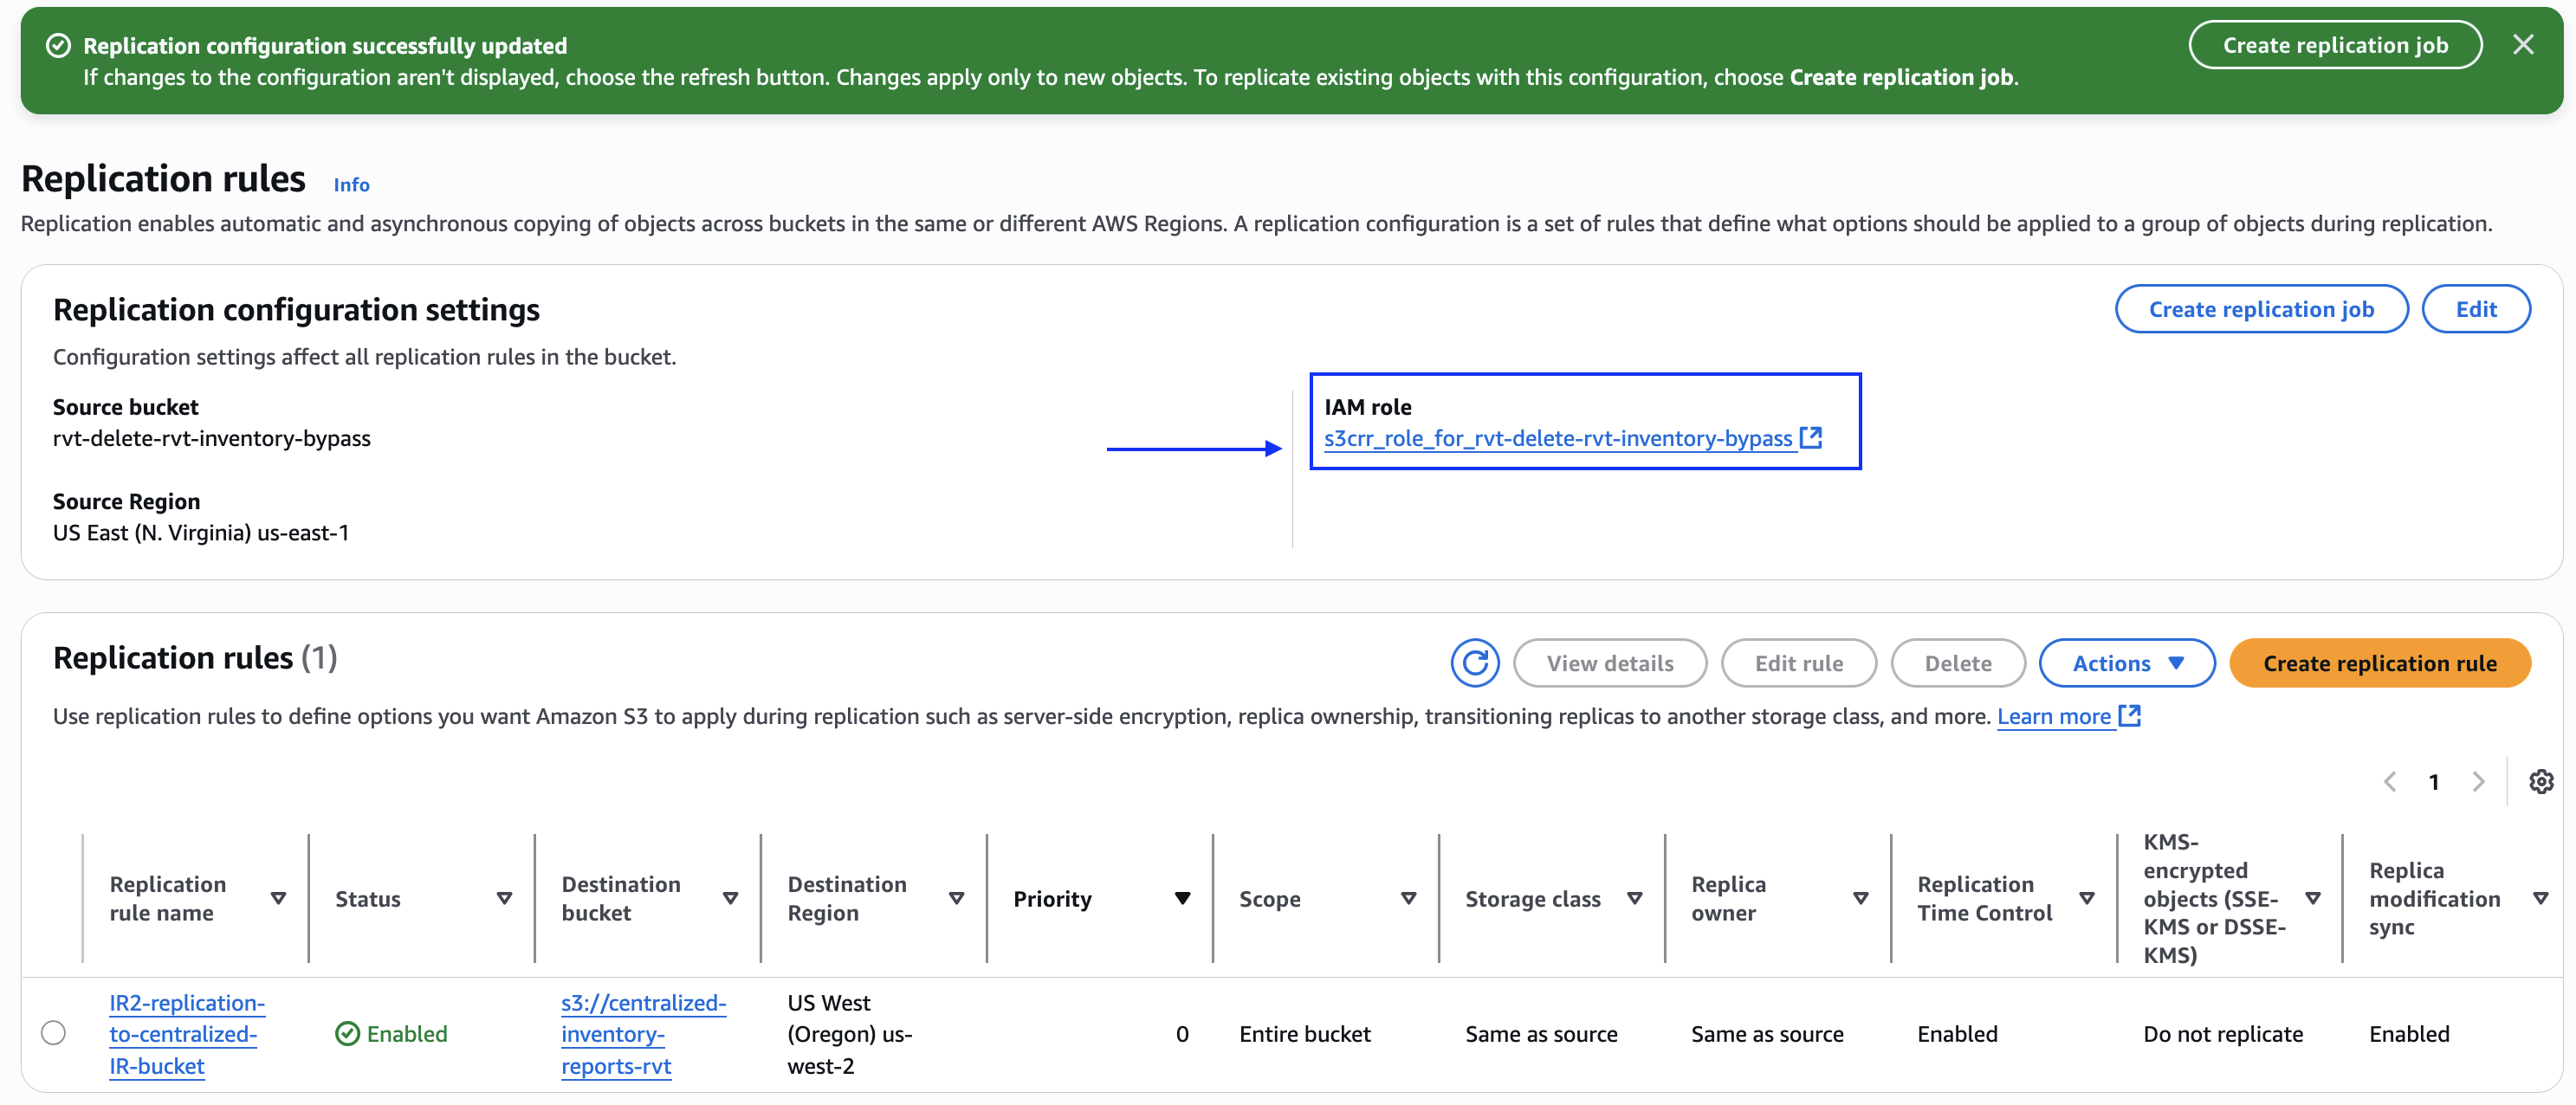 Replication configuration successfully updated
Create replication job
If changes to the configuration aren't displayed, choose the refresh button. Changes apply only to new objects. To replicate existing objects with this configuration, choose Create replication job.
Replication rules Info
Replication enables automatic and asynchronous copying of objects across buckets in the same or different AWS Regions. A replication configuration is a set of rules that define what options should be applied to a group of objects during replication.
Replication configuration settings
Create replication job
Edit
Configuration settings affect all replication rules in the bucket.
Source bucket
rvt-delete-rvt-inventory-bypass
Source Region
US East (N. Virginia) us-east-1
IAM role
s3crr_role_for_rvt-delete-rvt-inventory-bypass
Replication rules (1)
View details
Edit rule
Delete
Actions
Create replication rule
Use replication rules to define options you want Amazon S3 to apply during replication such as server-side encryption, replica ownership, transitioning replicas to another storage class, and more. Learn more
1
Replication
rule name
Status
Destination
bucket
Destination
Region
Priority
Scope
Storage class
Replica
owner
Replication
Time Control
KMS-
encrypted
objects (SSE-
KMS or DSSE-
KMS)
Replica
modification
sync
IR2-replication-
to-centralized-
IR-bucket
Enabled
s3://centralized-
inventory-
reports-rvt
US West
(Oregon) us-
west-2
0
Entire bucket
Same as source
Same as source
Enabled
Do not replicate
Enabled